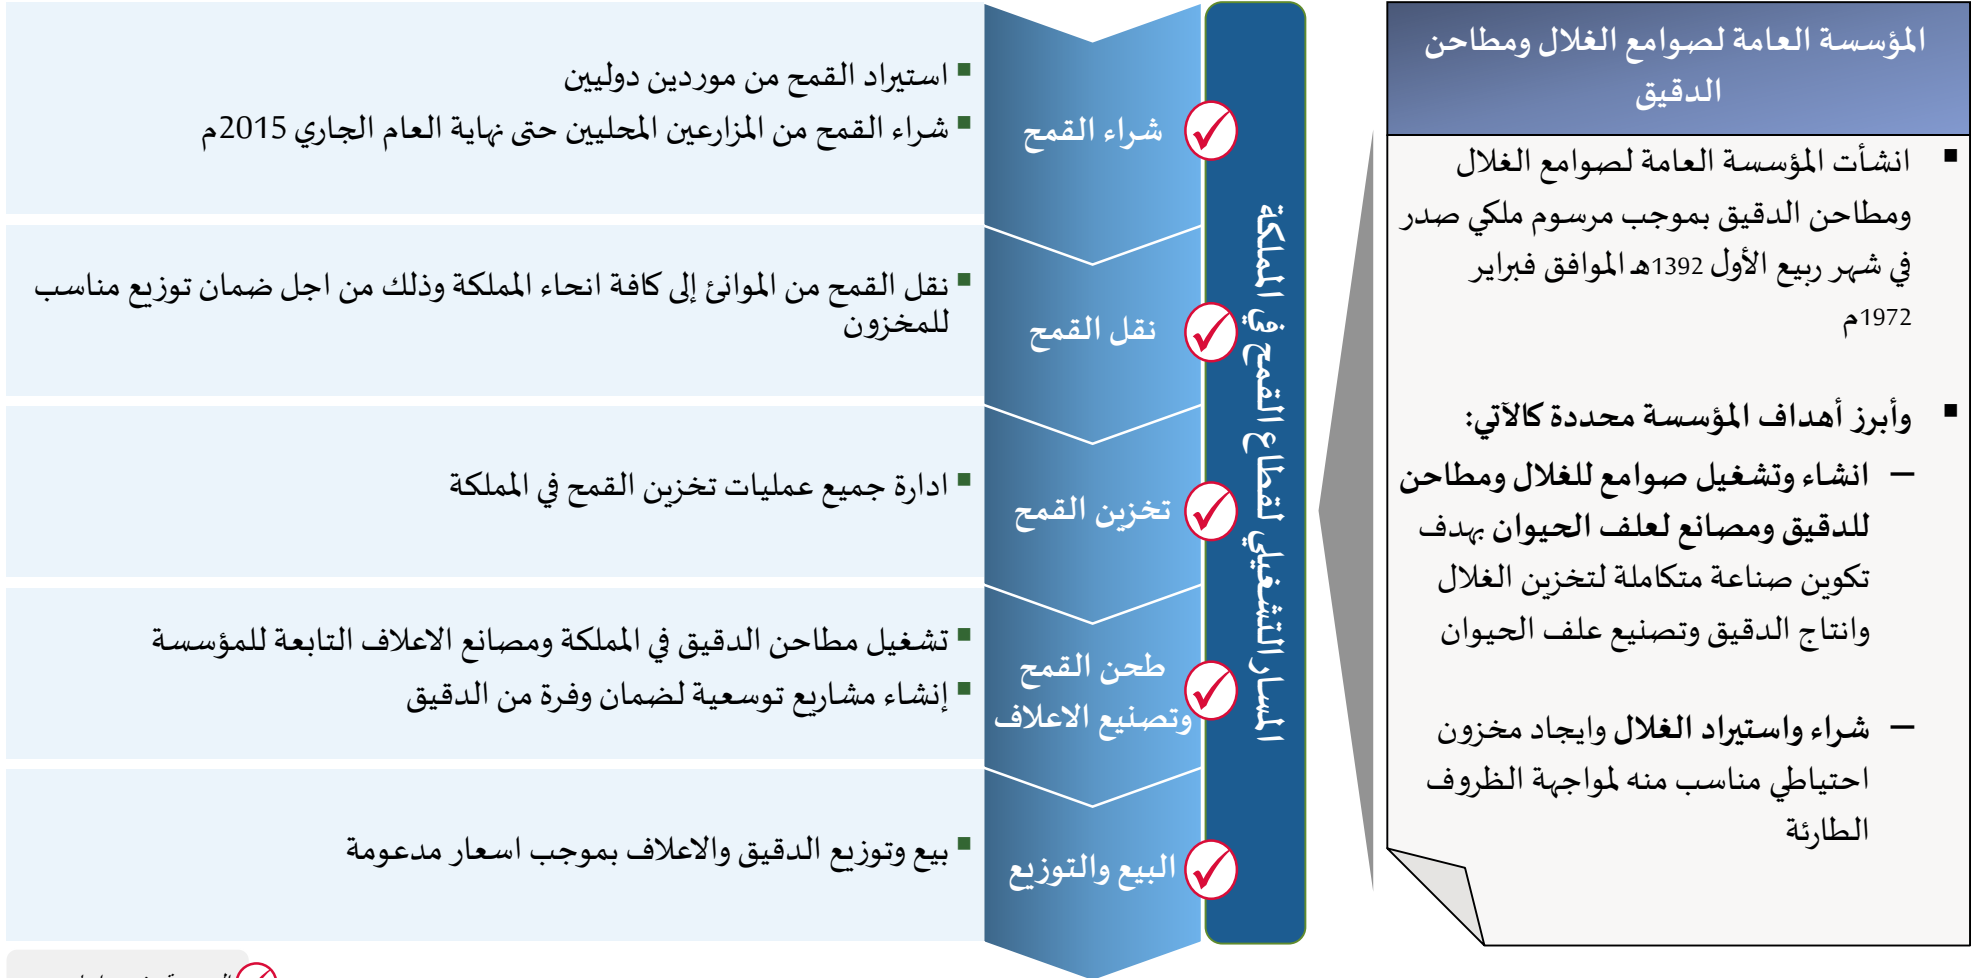 المؤسسة العامة لصوامع الغلال ومطاحن
الدقيق
▪ انشأت المؤسسة العامة لصوامع الغلال
ومطاحن الدقيق بموجب مرسوم ملكي صدر
في شهر ربيع الأول 1392هـ الموافق فبراير
1972م
▪ وأبرز أهداف المؤسسة محددة كالآتي:
– انشاء وتشغيل صوامع للغلال ومطاحن
للدقيق ومصانع لعلف الحيوان بهدف
تكوين صناعة متكاملة لتخزين الغلال
وانتاج الدقيق وتصنيع علف الحيوان
– شراء واستيراد الغلال وايجاد مخزون
احتياطي مناسب منه لمواجهة الظروف
الطارئة
المسار التشغيلي لقطاع القمح في المملكة
شراء القمح
▪ استيراد القمح من موردين دوليين
▪ شراء القمح من المزارعين المحليين حتى نهاية العام الجاري 2015م
نقل القمح
▪ نقل القمح من الموانئ إلى كافة انحاء المملكة وذلك من اجل ضمان توزيع مناسب
للمخزون
تخزين القمح
▪ ادارة جميع عمليات تخزين القمح في المملكة
طحن القمح
وتصنيع الاعلاف
▪ تشغيل مطاحن الدقيق في المملكة ومصانع الاعلاف التابعة للمؤسسة
▪ إنشاء مشاريع توسعية لضمان وفرة من الدقيق
البيع والتوزيع
▪ بيع وتوزيع الدقيق والاعلاف بموجب اسعار مدعومة